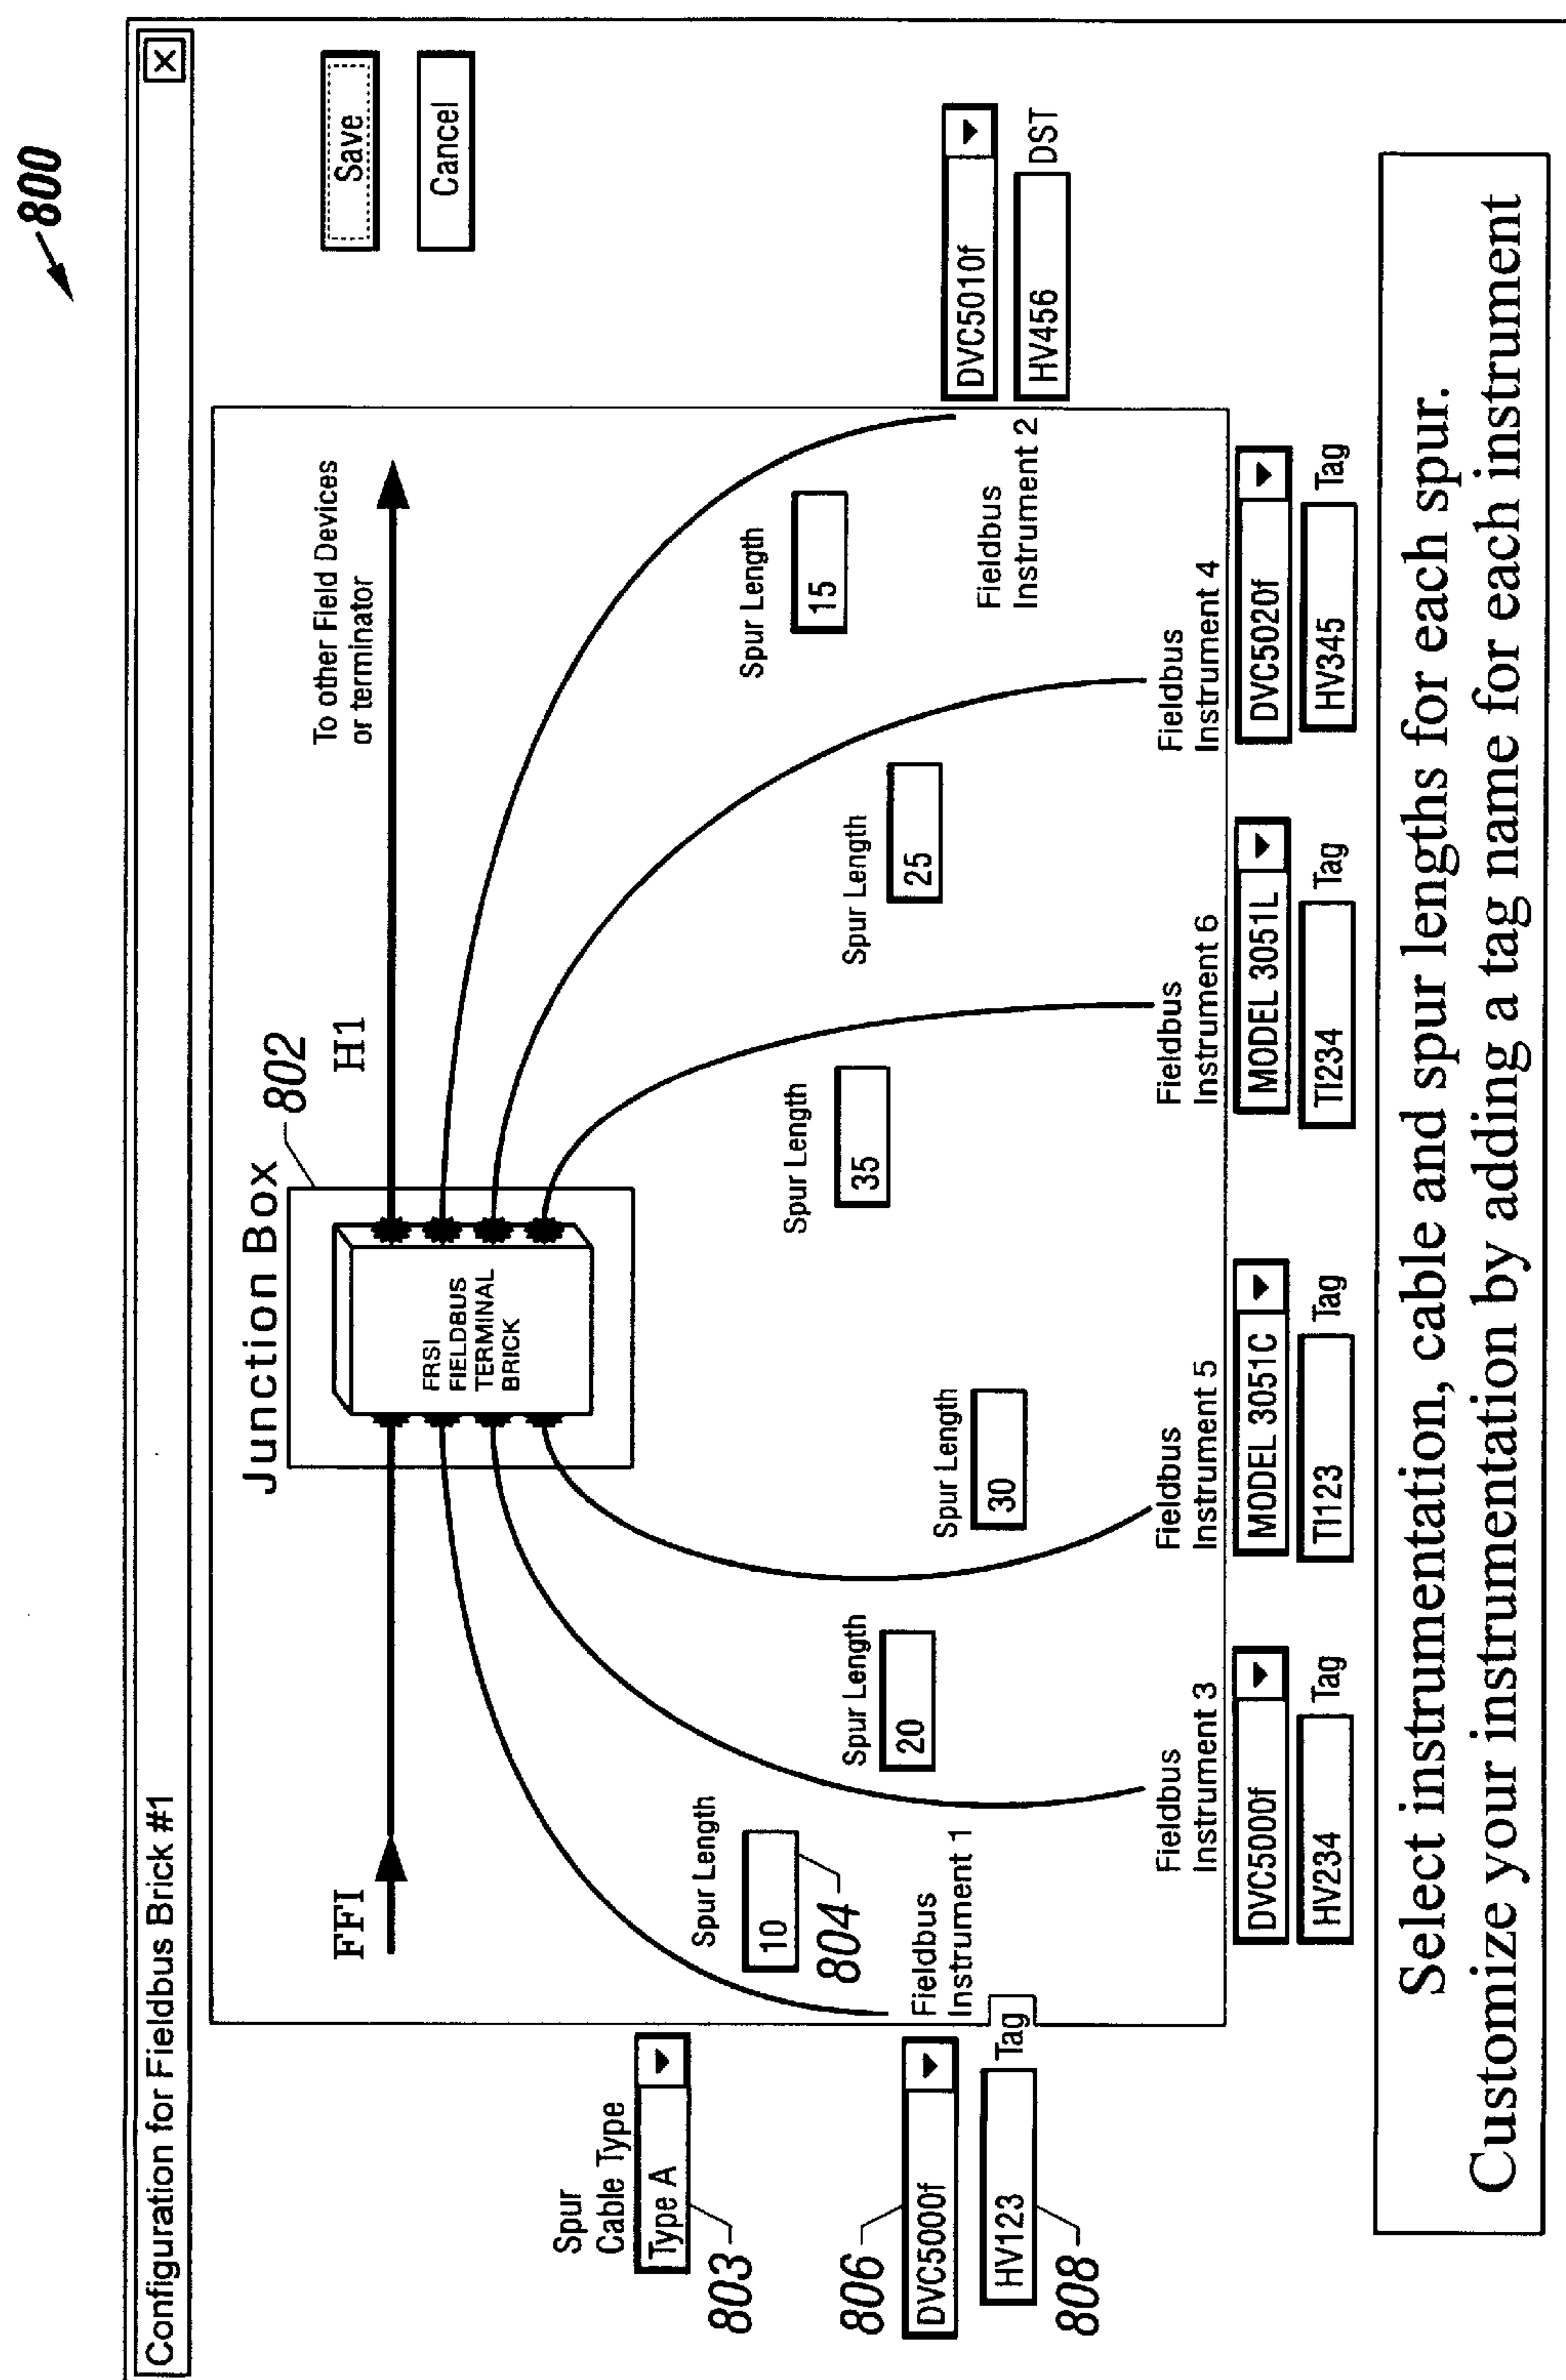 800
Configuration for Fieldbus Brick #1
Save
Cancel
Junction Box
802
FFI
H1
To other Field Devices
or terminator
FRSI
FIELDBUS
TERMINAL
BRICK
Spur
Cable Type
Type A
803
Spur Length
10
804
Spur Length
20
Spur Length
30
Spur Length
35
Spur Length
25
Spur Length
15
Fieldbus
Instrument 1
806
DVC5000f
Tag
HV123
808
Fieldbus
Instrument 2
DVC5010f
HV456 DST
Fieldbus
Instrument 3
DVC5000f
HV234 Tag
Fieldbus
Instrument 5
MODEL 3051C
TI123 Tag
Fieldbus
Instrument 6
MODEL 3051L
TI234 Tag
Fieldbus
Instrument 4
DVC5020f
HV345 Tag
Select instrumentation, cable and spur lengths for each spur.
Customize your instrumentation by adding a tag name for each instrument